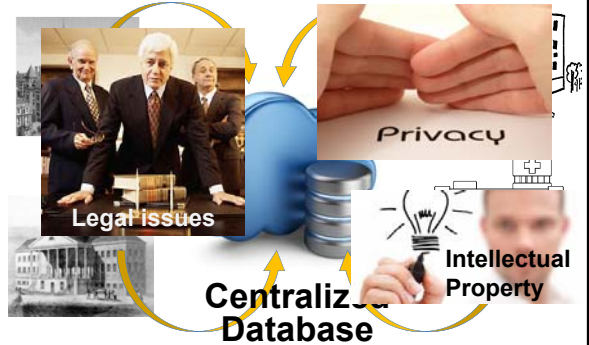 Privacy
Legal issues
Intellectual
Property
Centralized
Database